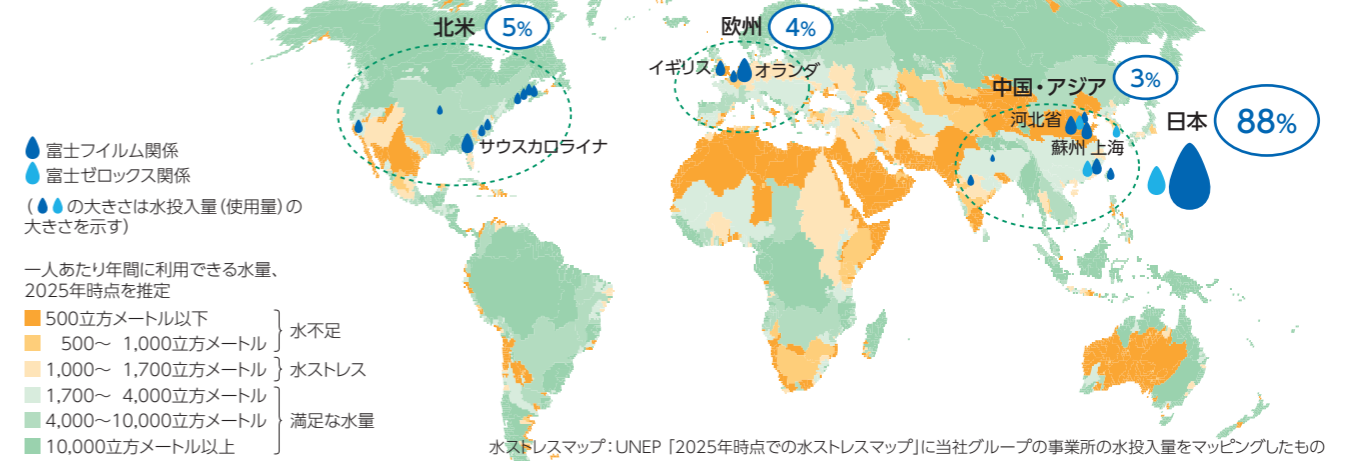 北米 5%
欧州 4%
イギリス
オランダ
中国・アジア 3%
河北省
蘇州 上海
日本 88%
サウスカロライナ
富士フイルム関係
富士ゼロックス関係
(の大きさは水投入量(使用量)の
大きさを示す)
一人あたり年間に利用できる水量、
2025年時点を推定
500立方メートル以下
500〜 1,000立方メートル
水不足
1,000〜 1,700立方メートル
水ストレス
1,700〜 4,000立方メートル
4,000〜10,000立方メートル
満足な水量
10,000立方メートル以上
水ストレスマップ:UNEP「2025年時点での水ストレスマップ」に当社グループの事業所の水投入量をマッピングしたもの